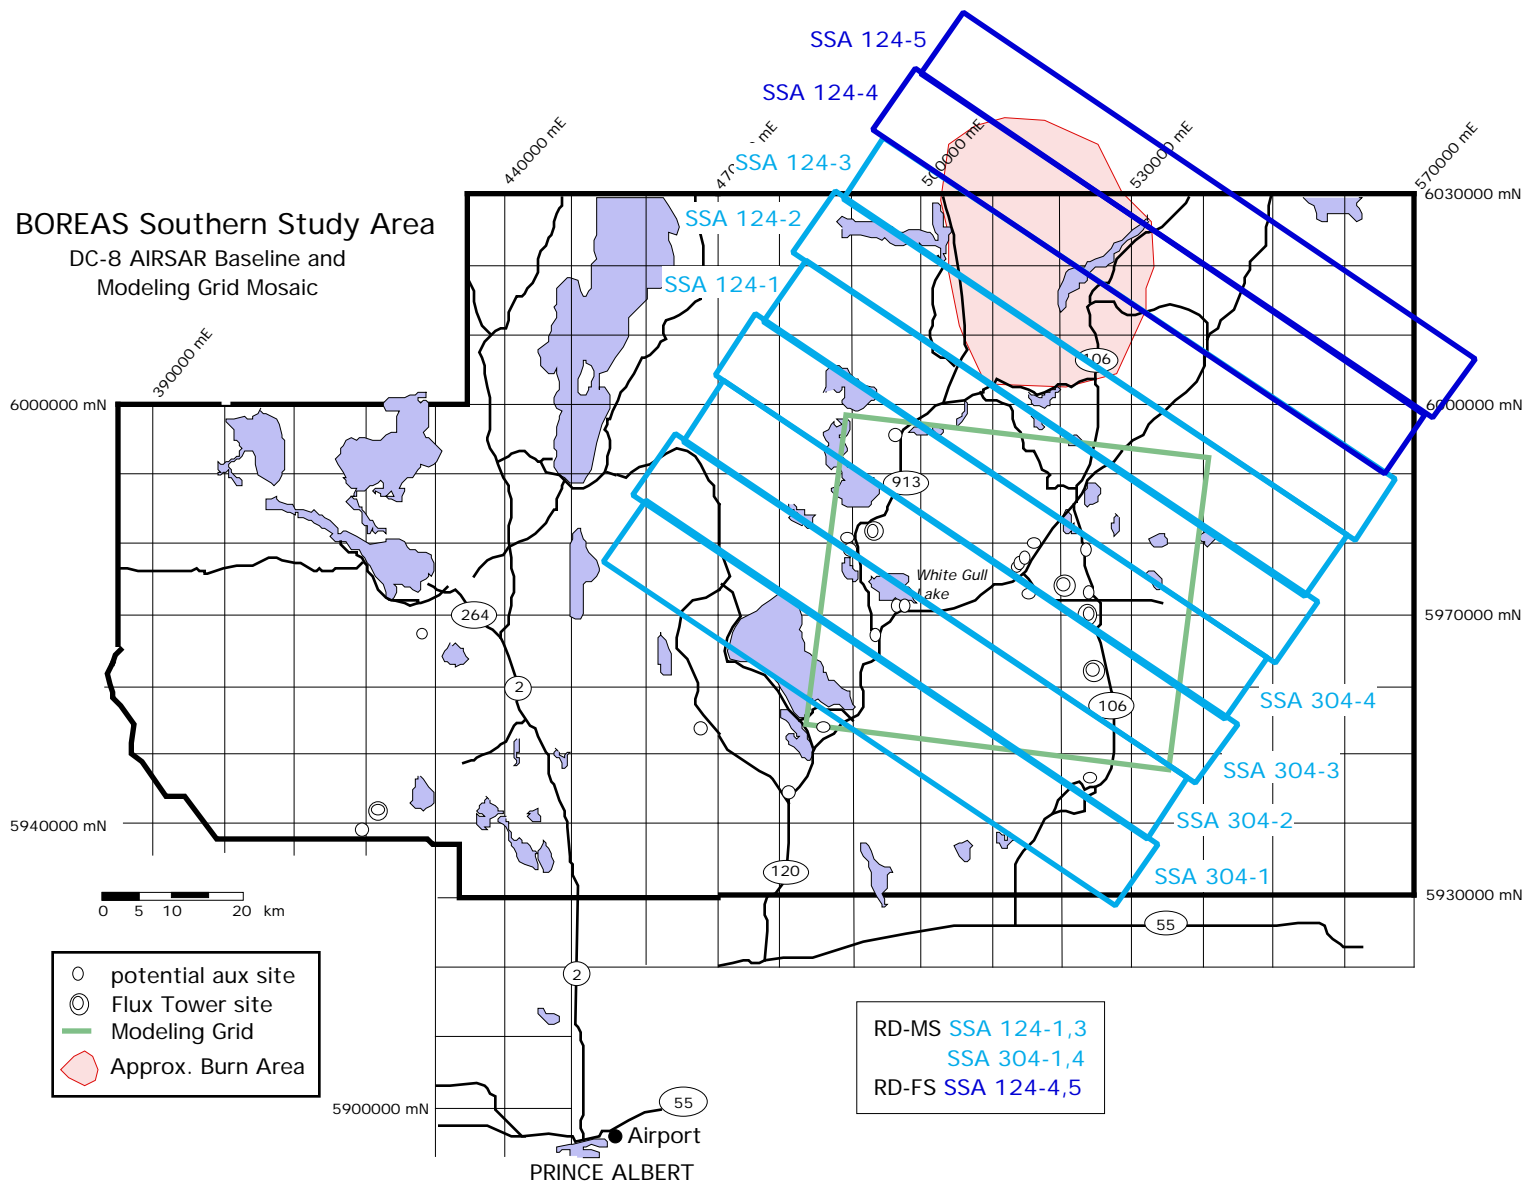 SSA 124-5
SSA 124-4
440000 mE
470000 mE
500000 mE
530000 mE
570000 mE
SSA 124-3
6030000 mN
BOREAS Southern Study Area
SSA 124-2
DC-8 AIRSAR Baseline and
Modeling Grid Mosaic
SSA 124-1
390000 mE
106
6000000 mN
6000000 mN
913
White Gull
Lake
264
5970000 mN
2
SSA 304-4
106
SSA 304-3
5940000 mN
SSA 304-2
120
SSA 304-1
5930000 mN
0 5 10 20 km
55
potential aux site
2
Flux Tower site
Modeling Grid
Approx. Burn Area
RD-MS SSA 124-1,3
SSA 304-1,4
RD-FS SSA 124-4,5
5900000 mN
55
Airport
PRINCE ALBERT